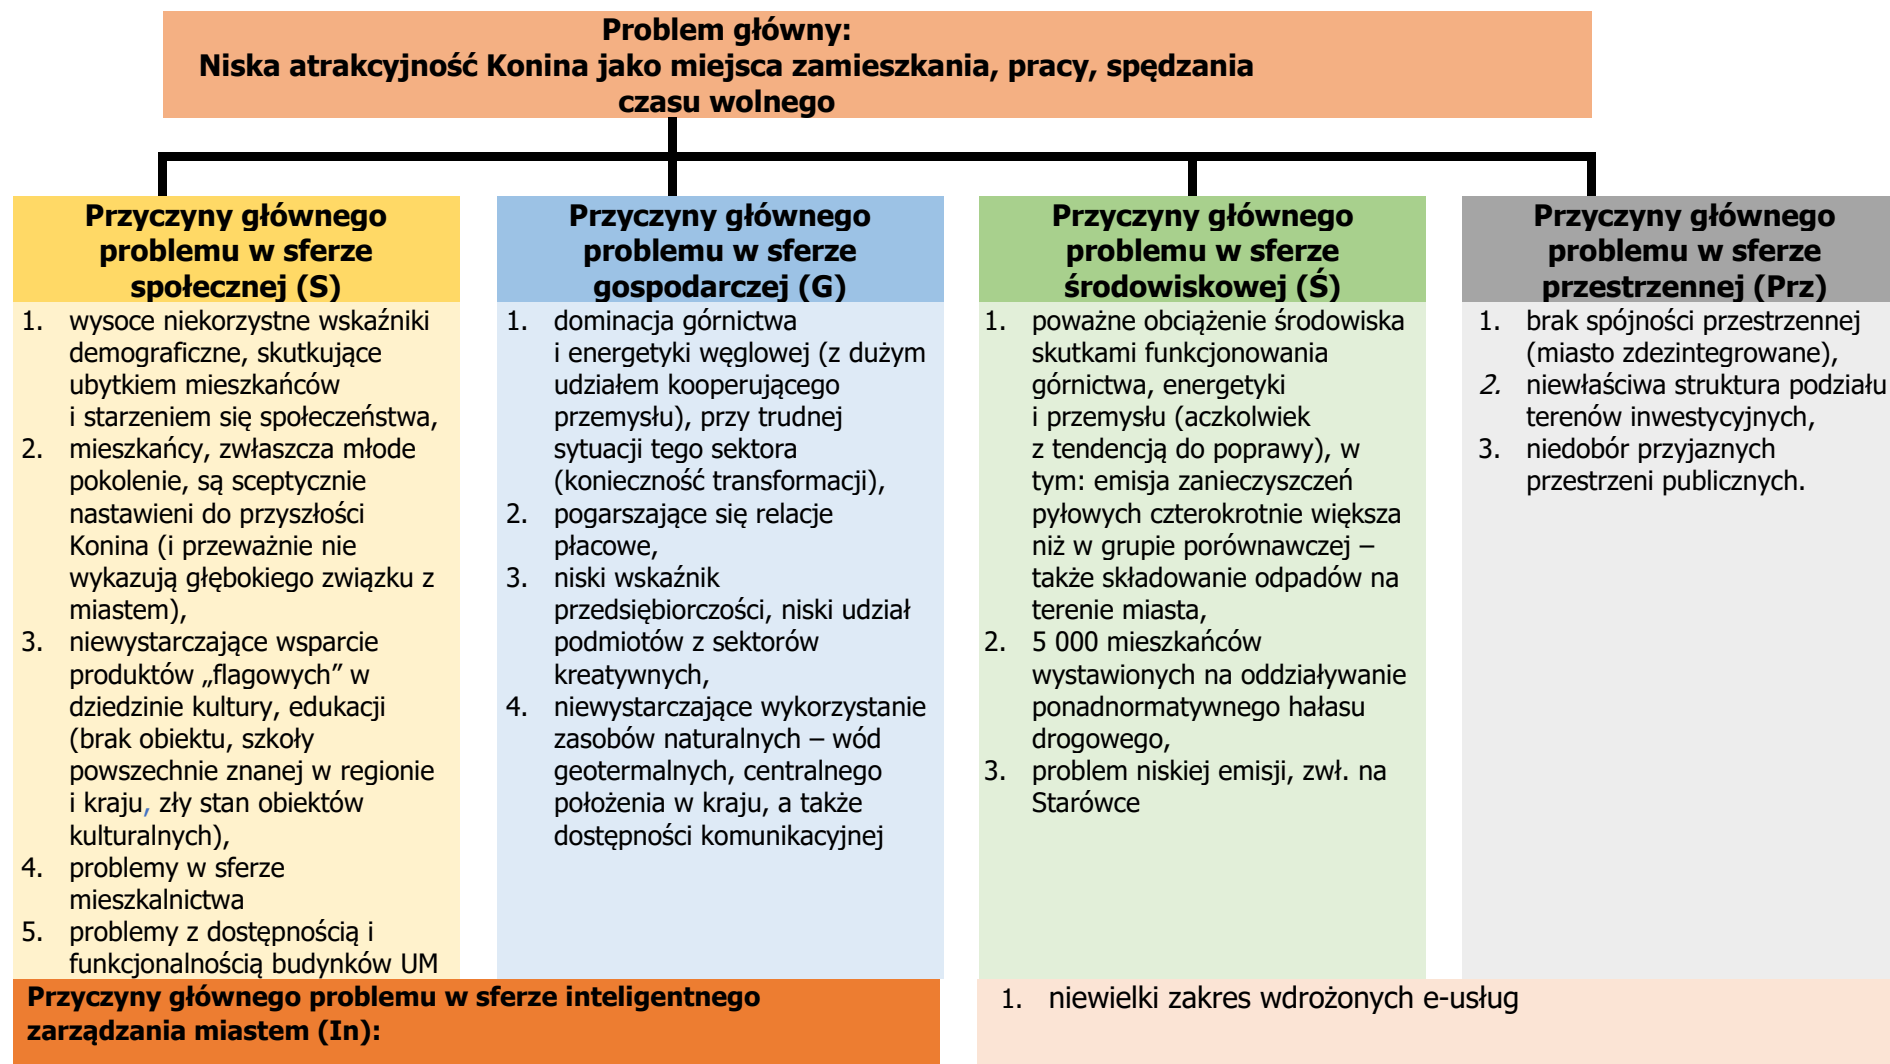 Problem główny:
Niska atrakcyjność Konina jako miejsca zamieszkania, pracy, spędzania
czasu wolnego
Przyczyny głównego
problemu w sferze
społecznej (S)
1. wysoce niekorzystne wskaźniki
demograficzne, skutkujące
ubytkiem mieszkańców
i starzeniem się społeczeństwa,
2. mieszkańcy, zwłaszcza młode
pokolenie, są sceptycznie
nastawieni do przyszłości
Konina (i przeważnie nie
wykazują głębokiego związku z
miastem),
3. niewystarczające wsparcie
produktów „flagowych” w
dziedzinie kultury, edukacji
(brak obiektu, szkoły
powszechnie znanej w regionie
i kraju, zły stan obiektów
kulturalnych),
4. problemy w sferze
mieszkalnictwa
5. problemy z dostępnością i
funkcjonalnością budynków UM
Przyczyny głównego
problemu w sferze
gospodarczej (G)
1. dominacja górnictwa
i energetyki węglowej (z dużym
udziałem kooperującego
przemysłu), przy trudnej
sytuacji tego sektora
(konieczność transformacji),
2. pogarszające się relacje
płacowe,
3. niski wskaźnik
przedsiębiorczości, niski udział
podmiotów z sektorów
kreatywnych,
4. niewystarczające wykorzystanie
zasobów naturalnych – wód
geotermalnych, centralnego
położenia w kraju, a także
dostępności komunikacyjnej
Przyczyny głównego
problemu w sferze
środowiskowej (Ś)
1. poważne obciążenie środowiska
skutkami funkcjonowania
górnictwa, energetyki
i przemysłu (aczkolwiek
z tendencją do poprawy), w
tym: emisja zanieczyszczeń
pyłowych czterokrotnie większa
niż w grupie porównawczej –
także składowanie odpadów na
terenie miasta,
2. 5 000 mieszkańców
wystawionych na oddziaływanie
ponadnormatywnego hałasu
drogowego,
3. problem niskiej emisji, zwł. na
Starówce
Przyczyny głównego
problemu w sferze
przestrzennej (Prz)
1. brak spójności przestrzennej
(miasto zdezintegrowane),
2. niewłaściwa struktura podziału
terenów inwestycyjnych,
3. niedobór przyjaznych
przestrzeni publicznych.
Przyczyny głównego problemu w sferze inteligentnego
zarządzania miastem (In):
1. niewielki zakres wdrożonych e-usług